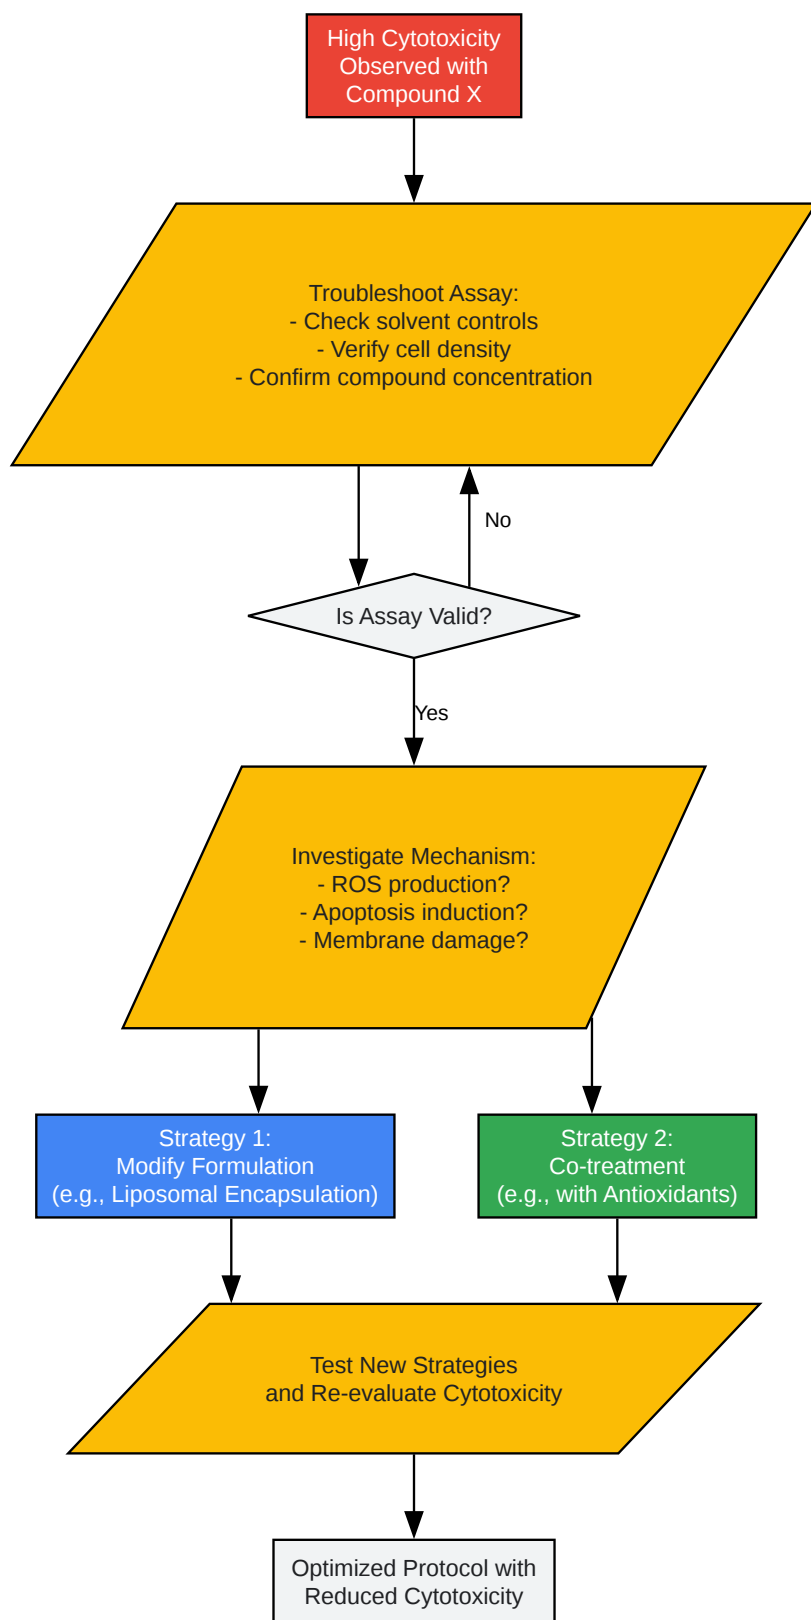 High Cytotoxicity
Observed with
Compound X
Troubleshoot Assay:
- Check solvent controls
- Verify cell density
- Confirm compound concentration
No
Is Assay Valid?
Yes
Investigate Mechanism:
- ROS production?
- Apoptosis induction?
- Membrane damage?
Strategy 1:
Modify Formulation
(e.g., Liposomal Encapsulation)
Strategy 2:
Co-treatment
(e.g., with Antioxidants)
Test New Strategies
and Re-evaluate Cytotoxicity
Optimized Protocol with
Reduced Cytotoxicity